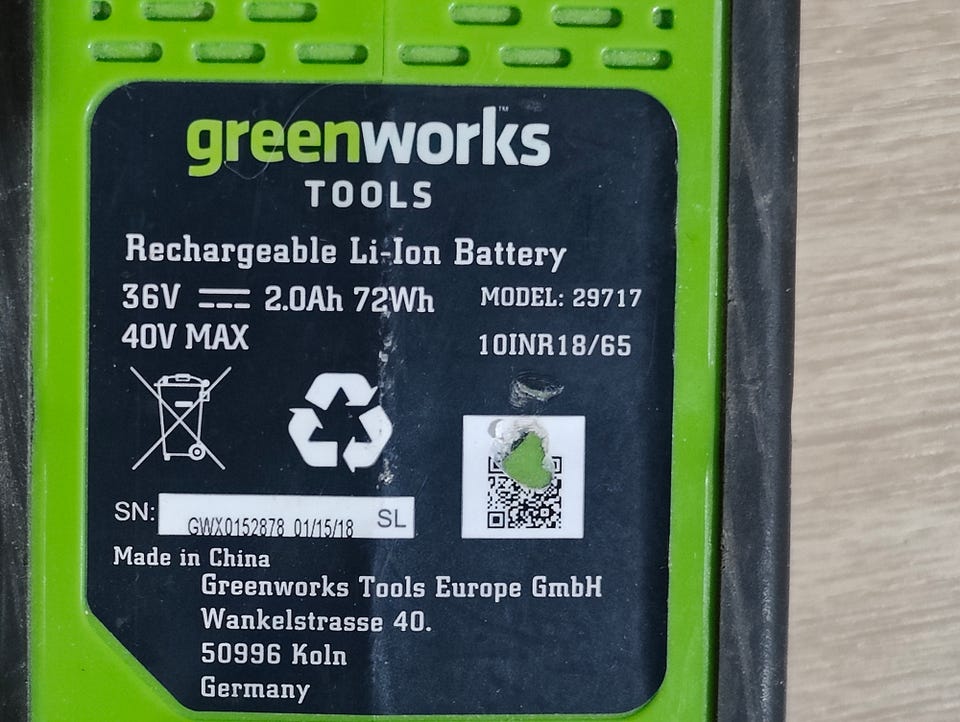 greenworks™
TOOLS
Rechargeable Li-Ion Battery
36V ⎓ 2.0Ah 72Wh
40V MAX
MODEL: 29717
10INR18/65
SN: GWX0152878 01/15/18 SL
Made in China
Greenworks Tools Europe GmbH
Wankelstrasse 40.
50996 Koln
Germany